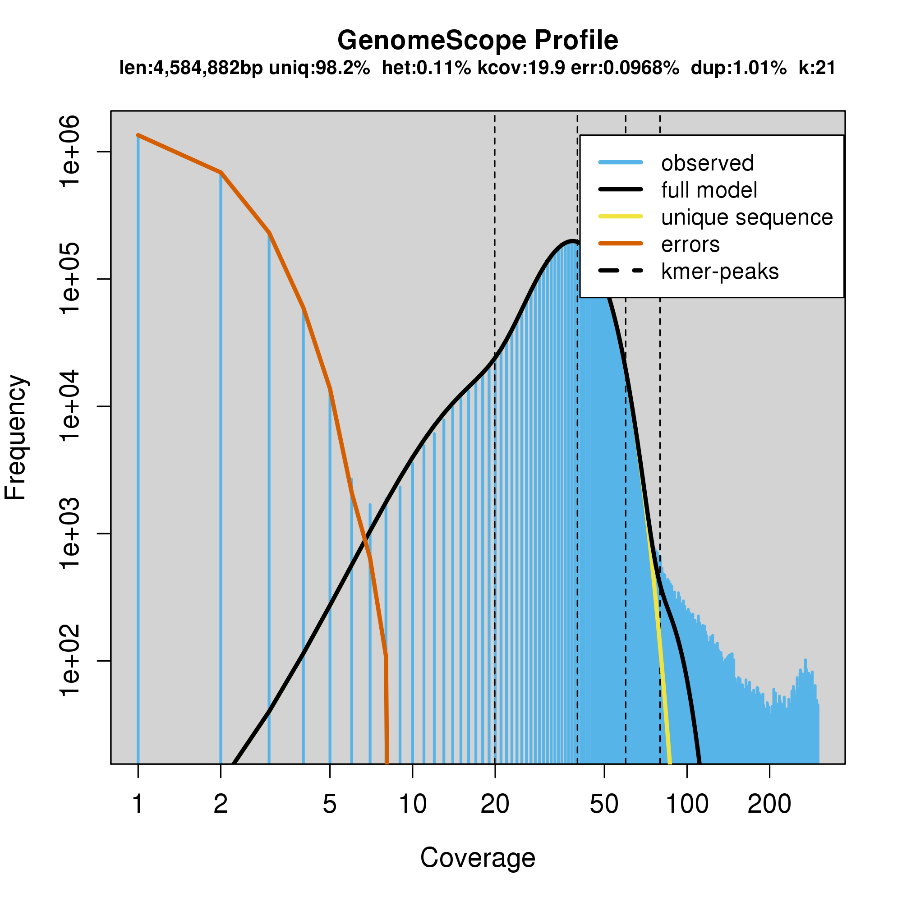 GenomeScope Profile
len:4,584,882bp uniq:98.2% het:0.11% kcov:19.9 err:0.0968% dup:1.01% k:21
observed
full model
unique sequence
errors
kmer-peaks
Frequency
1e+06
1e+05
1e+04
1e+03
1e+02
1 2 5 10 20 50 100 200
Coverage